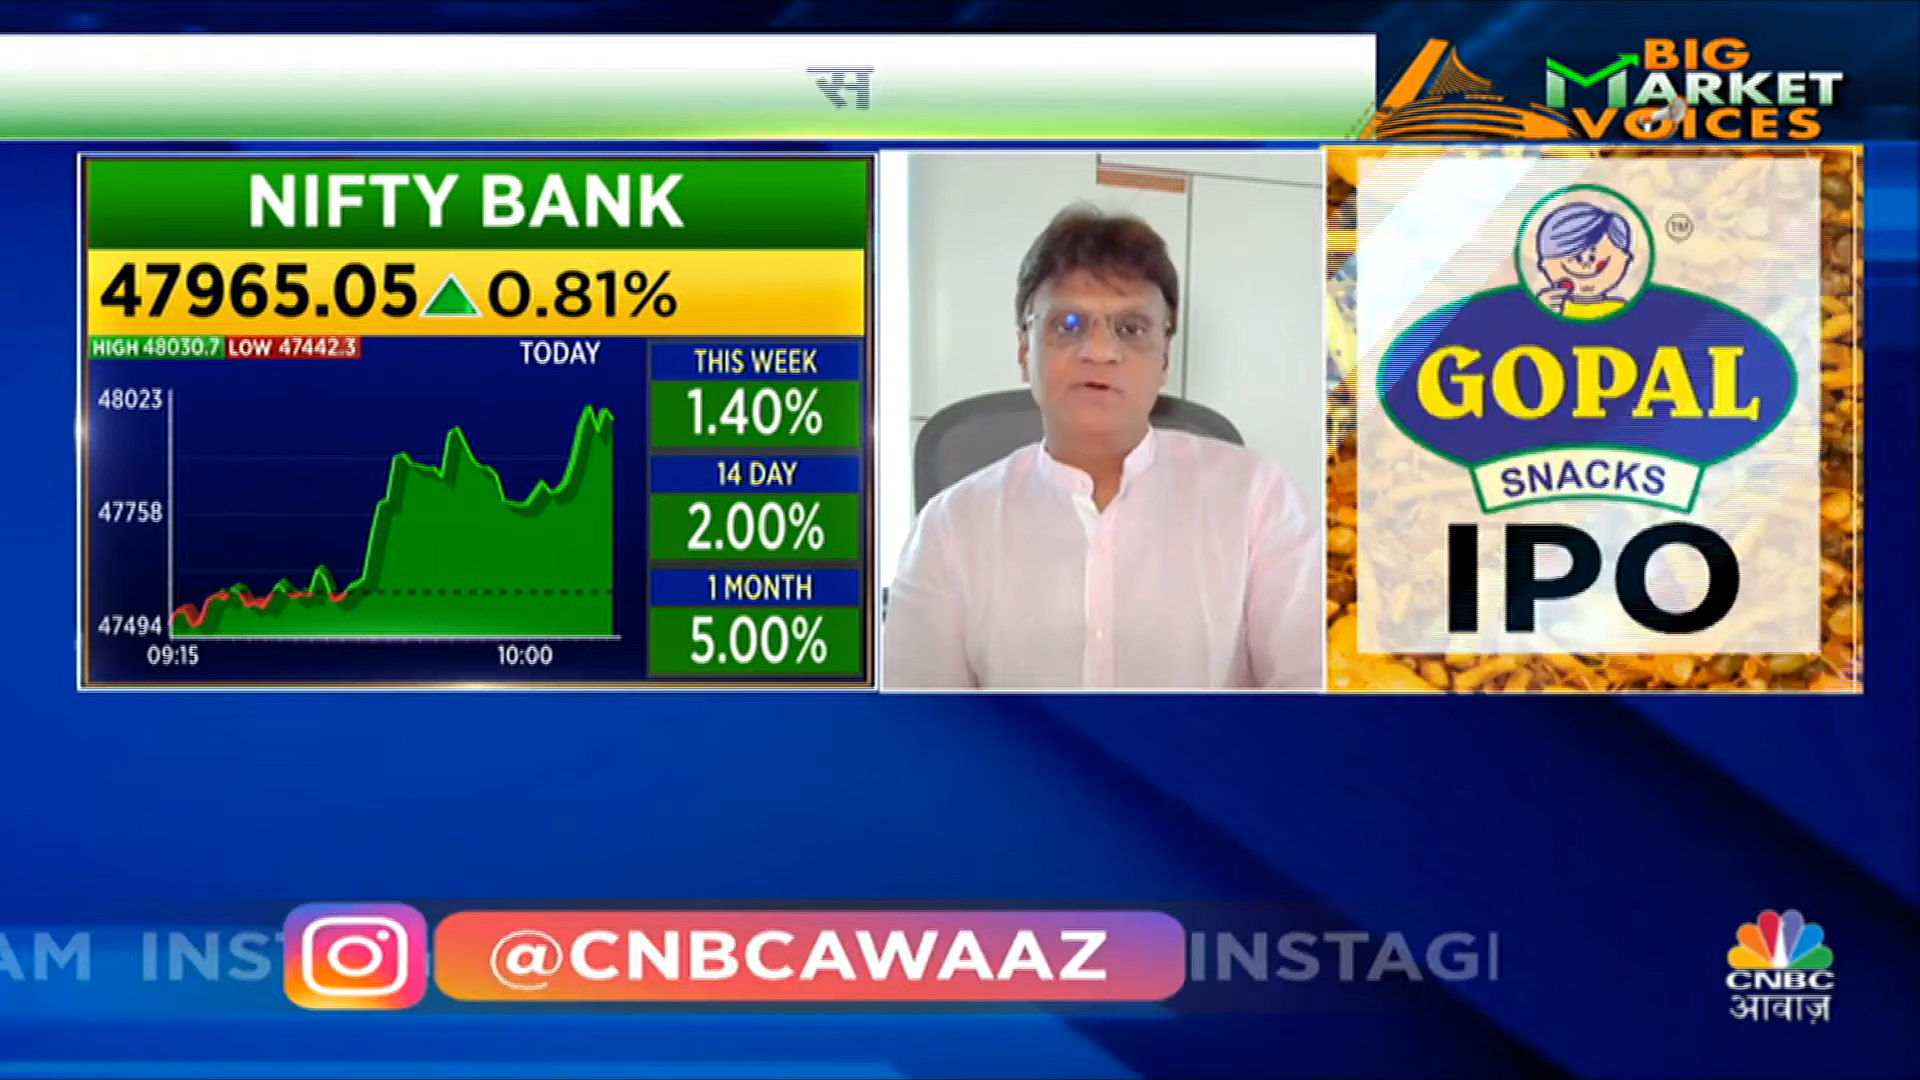 स
BIG
MARKET
VOICES
NIFTY BANK
47965.05 0.81%
HIGH 48030.7 LOW 47442.3
TODAY
48023
47758
47494
09:15 10:00
THIS WEEK
1.40%
14 DAY
2.00%
1 MONTH
5.00%
TM
GOPAL
SNACKS
IPO
AM INS
@CNBCAWAAZ
INSTAG
CNBC
आवाज़